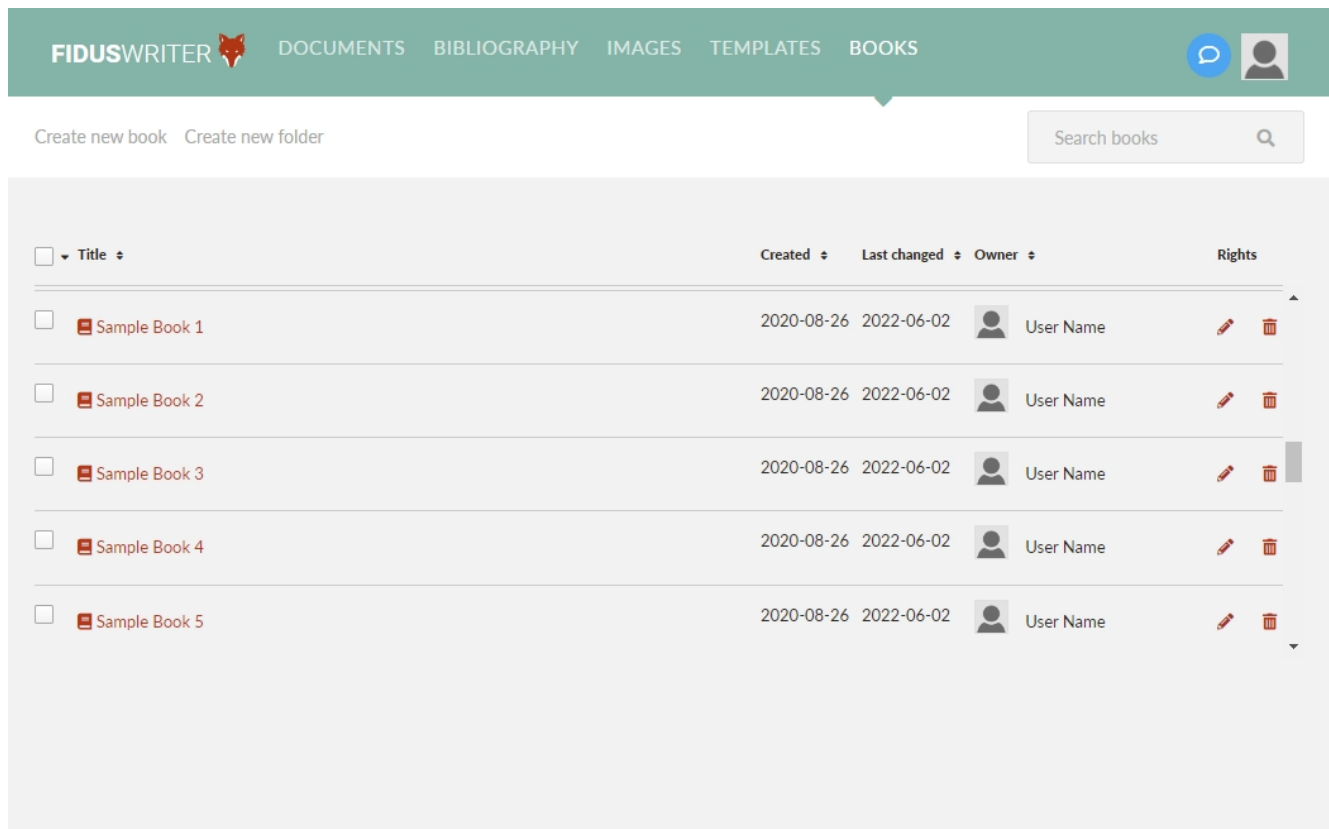 FIDUSWRITER DOCUMENTS BIBLIOGRAPHY IMAGES TEMPLATES BOOKS
Create new book Create new folder Search books
Title Created Last changed Owner Rights
Sample Book 1 2020-08-26 2022-06-02 User Name
Sample Book 2 2020-08-26 2022-06-02 User Name
Sample Book 3 2020-08-26 2022-06-02 User Name
Sample Book 4 2020-08-26 2022-06-02 User Name
Sample Book 5 2020-08-26 2022-06-02 User Name